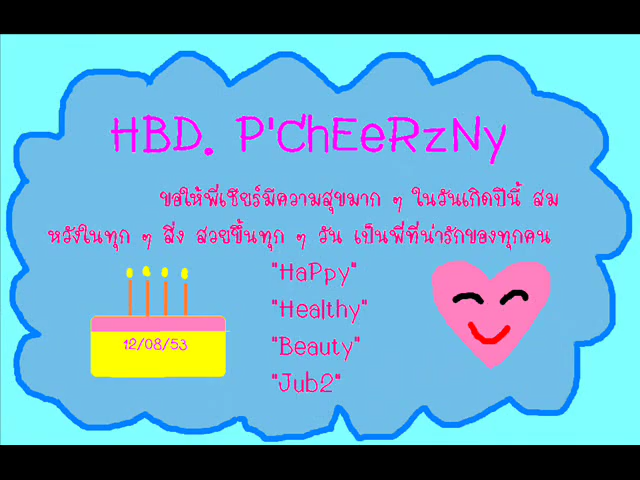 HBD. P'ChEeRzNy
ขอให้พี่เชียร์มีความสุขมาก ๆ ในวันเกิดปีนี้ สม
หวังในทุก ๆ สิ่ง สวยขึ้นทุก ๆ วัน เป็นพี่ที่น่ารักของทุกคน
"HaPpy"
"Healthy"
"Beauty"
"Jub2"
12/08/53